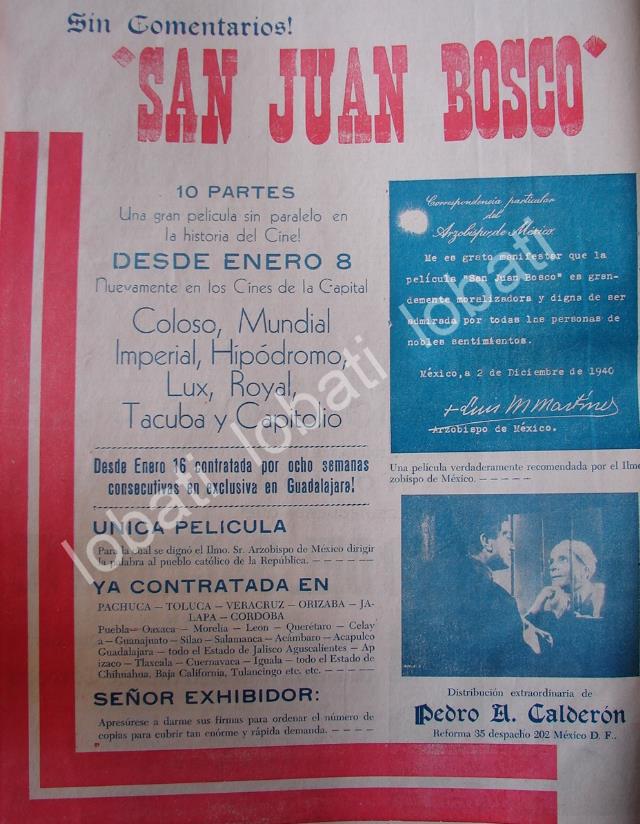 Sin Comentarios!
"SAN JUAN BOSCO"
10 PARTES
Una gran pelicula sin paralelo en
la historia del Cine!
DESDE ENERO 8
Nuevamente en los Cines de la Capital
Coloso, Mundial
Imperial, Hipódromo,
Lux, Royal,
Tacuba y Capitolio
Desde Enero 16 contratada por ocho semanas
consecutivas en exclusiva en Guadalajara!
UNICA PELICULA
Para la cual se dignó el Ilmo. Sr. Arzobispo de México dirigir
la palabra al pueblo católico de la República. — — — — —
YA CONTRATADA EN
PACHUCA — TOLUCA — VERACRUZ — ORIZABA — JA-
LAPA — CORDOBA
Puebla — Oaxaca — Morelia — Leon — Querétaro — Celay
a — Guanajuato — Silao — Salamanca — Acámbaro — Acapulco
Guadalajara — todo el Estado de Jalisco Aguscalientes — Ap
izaco — Tlaxcala — Cuernavaca — Iguala — todo el Estado de
Chihuahua, Baja California, Tulancingo etc. etc. — — — — —
SEÑOR EXHIBIDOR:
Apresúrese a darme sus firmas para ordenar el número de
copias para cubrir tan enórme y rápida demanda. — — — —
Correspondencia particular
del
Arzobispo de México
Me es grato manifestar que la
película "San Juan Bosco" es gran-
demente moralizadora y digna de ser
admirada por todas las personas de
nobles sentimientos.
México, a 2 de Diciembre de 1940
+ Luis M Martínez
Arzobispo de México.
Una película verdaderamente recomendada por el Ilmo
zobispo de México. — — — — —
Distribución extraordinaria de
Pedro A. Calderón
Reforma 35 despacho 202 México D. F..
lobati lobati lobati